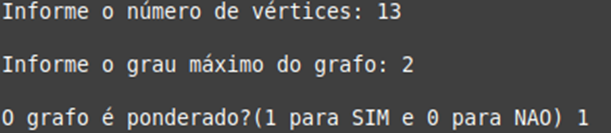 Informe o número de vértices: 13
Informe o grau máximo do grafo: 2
O grafo é ponderado?(1 para SIM e 0 para NAO) 1